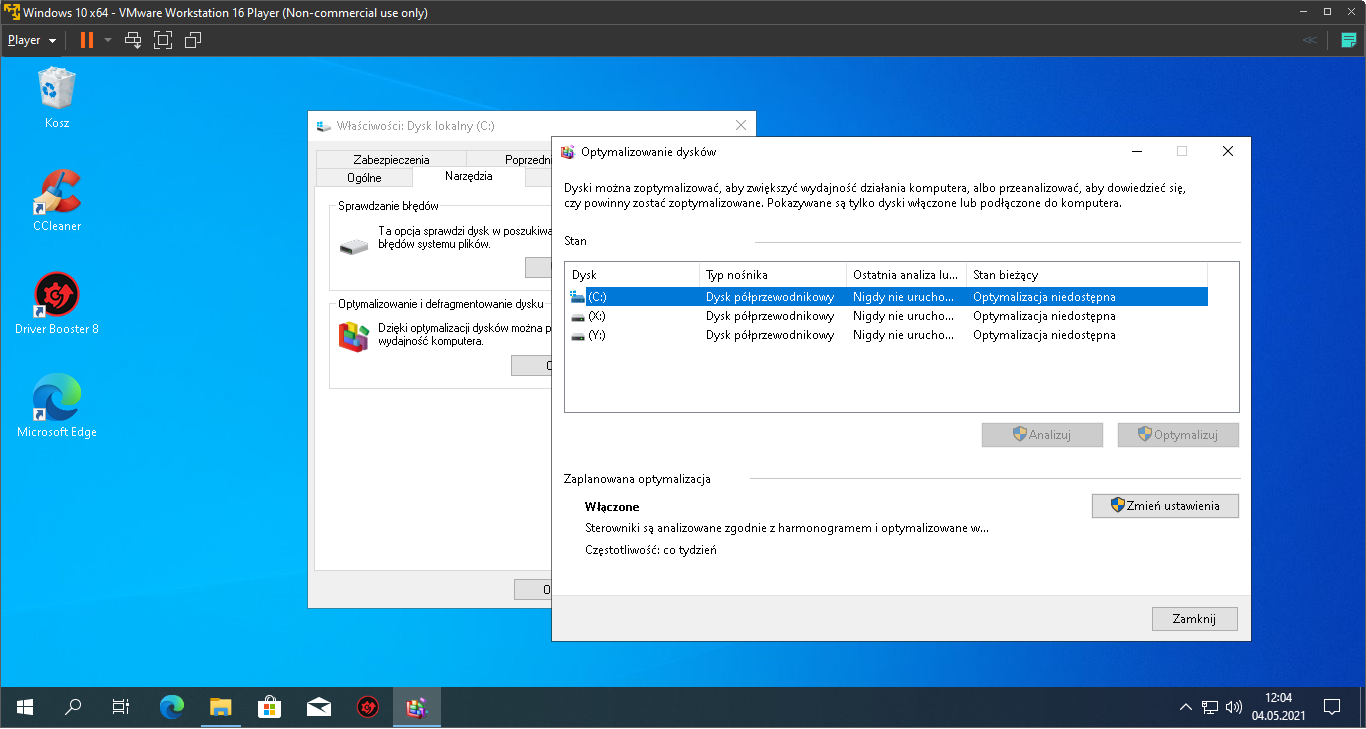 Windows 10 x64 - VMware Workstation 16 Player (Non-commercial use only)
Player
Kosz
CCleaner
Driver Booster 8
Microsoft Edge
Właściwości: Dysk lokalny (C:)
Zabezpieczenia
Ogólne
Narzędzia
Sprawdzanie błędów
Ta opcja sprawdzi dysk w
błędów systemu plików.
Optymalizowanie i defragmentowanie dysku
Dzięki optymalizacji dysków można
wydajność komputera.
Optymalizowanie dysków
Dyski można zoptymalizować, aby zwiększyć wydajność działania komputera, albo przeanalizować, aby dowiedzieć się,
czy powinny zostać zoptymalizowane. Pokazywane są tylko dyski włączone lub podłączone do komputera.
Stan
Dysk Typ nośnika Ostatnia analiza lu... Stan bieżący
(C:) Dysk półprzewodnikowy Nigdy nie urucho... Optymalizacja niedostępna
(X:) Dysk półprzewodnikowy Nigdy nie urucho... Optymalizacja niedostępna
(Y:) Dysk półprzewodnikowy Nigdy nie urucho... Optymalizacja niedostępna
Analizuj Optymalizuj
Zaplanowana optymalizacja
Włączone
Zmień ustawienia
Sterowniki są analizowane zgodnie z harmonogramem i optymalizowane w...
Częstotliwość: co tydzień
Zamknij
12:04
04.05.2021